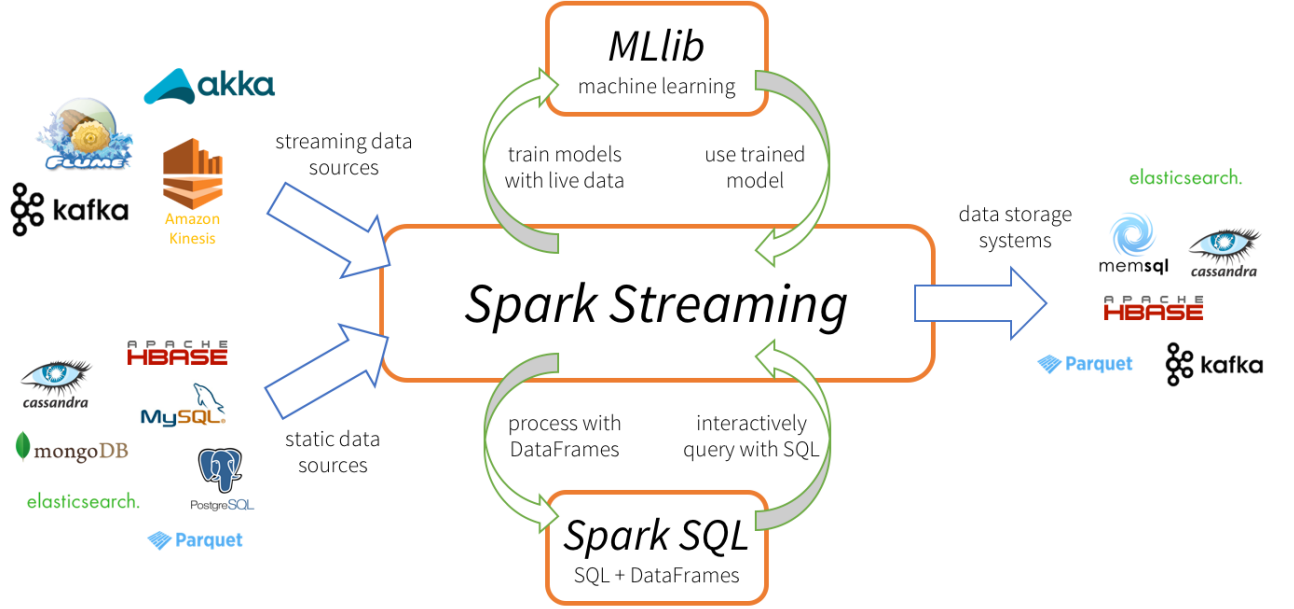 MLlib
machine learning
akka
FLUME
kafka
Amazon
Kinesis
streaming data
sources
train models
with live data
use trained
model
Spark Streaming
data storage
systems
elasticsearch.
memsql
cassandra
APACHE
HBASE
Parquet
kafka
APACHE
HBASE
cassandra
MySQL®
mongoDB
PostgreSQL
elasticsearch.
Parquet
static data
sources
process with
DataFrames
interactively
query with SQL
Spark SQL
SQL + DataFrames